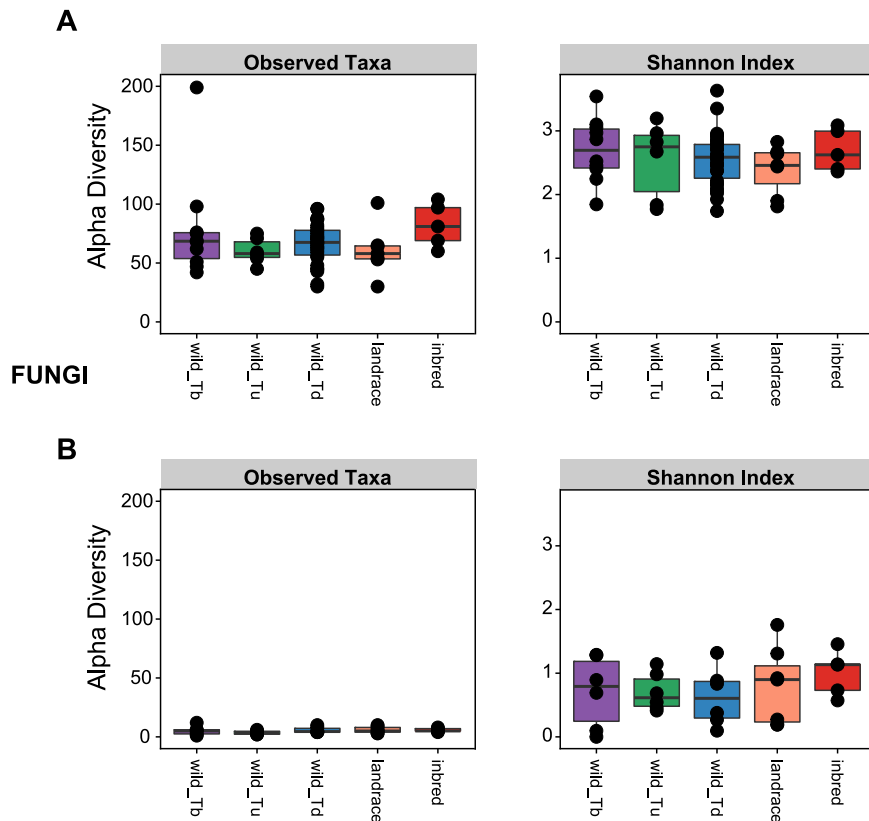 A
Observed Taxa
Shannon Index
Alpha Diversity
200
150
100
50
0
3
2
1
0
wild_Tb
wild_Tu
wild_Td
landrace
inbred
wild_Tb
wild_Tu
wild_Td
landrace
inbred
FUNGI
B
Observed Taxa
Shannon Index
Alpha Diversity
200
150
100
50
0
3
2
1
0
wild_Tb
wild_Tu
wild_Td
landrace
inbred
wild_Tb
wild_Tu
wild_Td
landrace
inbred